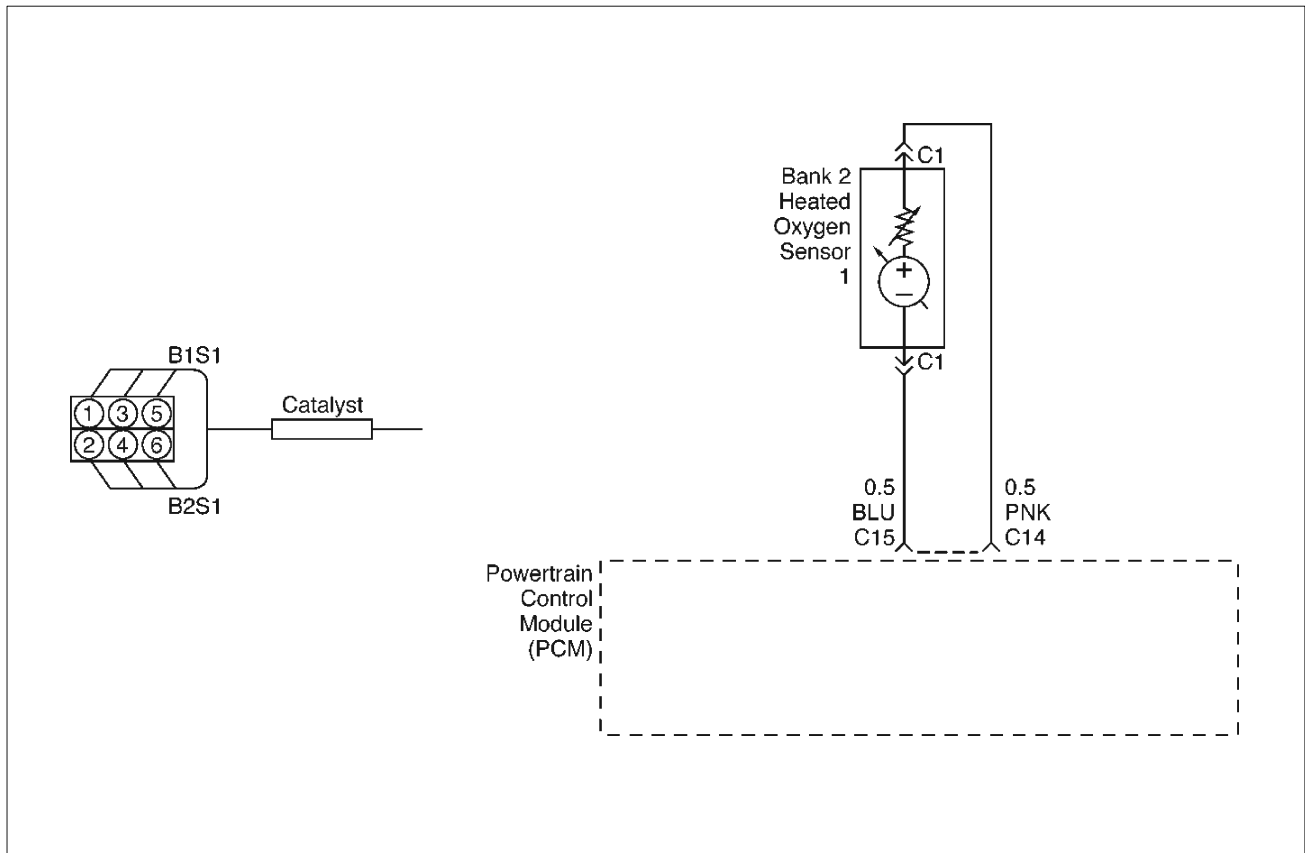 B1S1
1 3 5
2 4 6
B2S1
Catalyst
Bank 2
Heated
Oxygen
Sensor
1
C1
+
–
C1
0.5
BLU
C15
0.5
PNK
C14
Powertrain
Control
Module
(PCM)